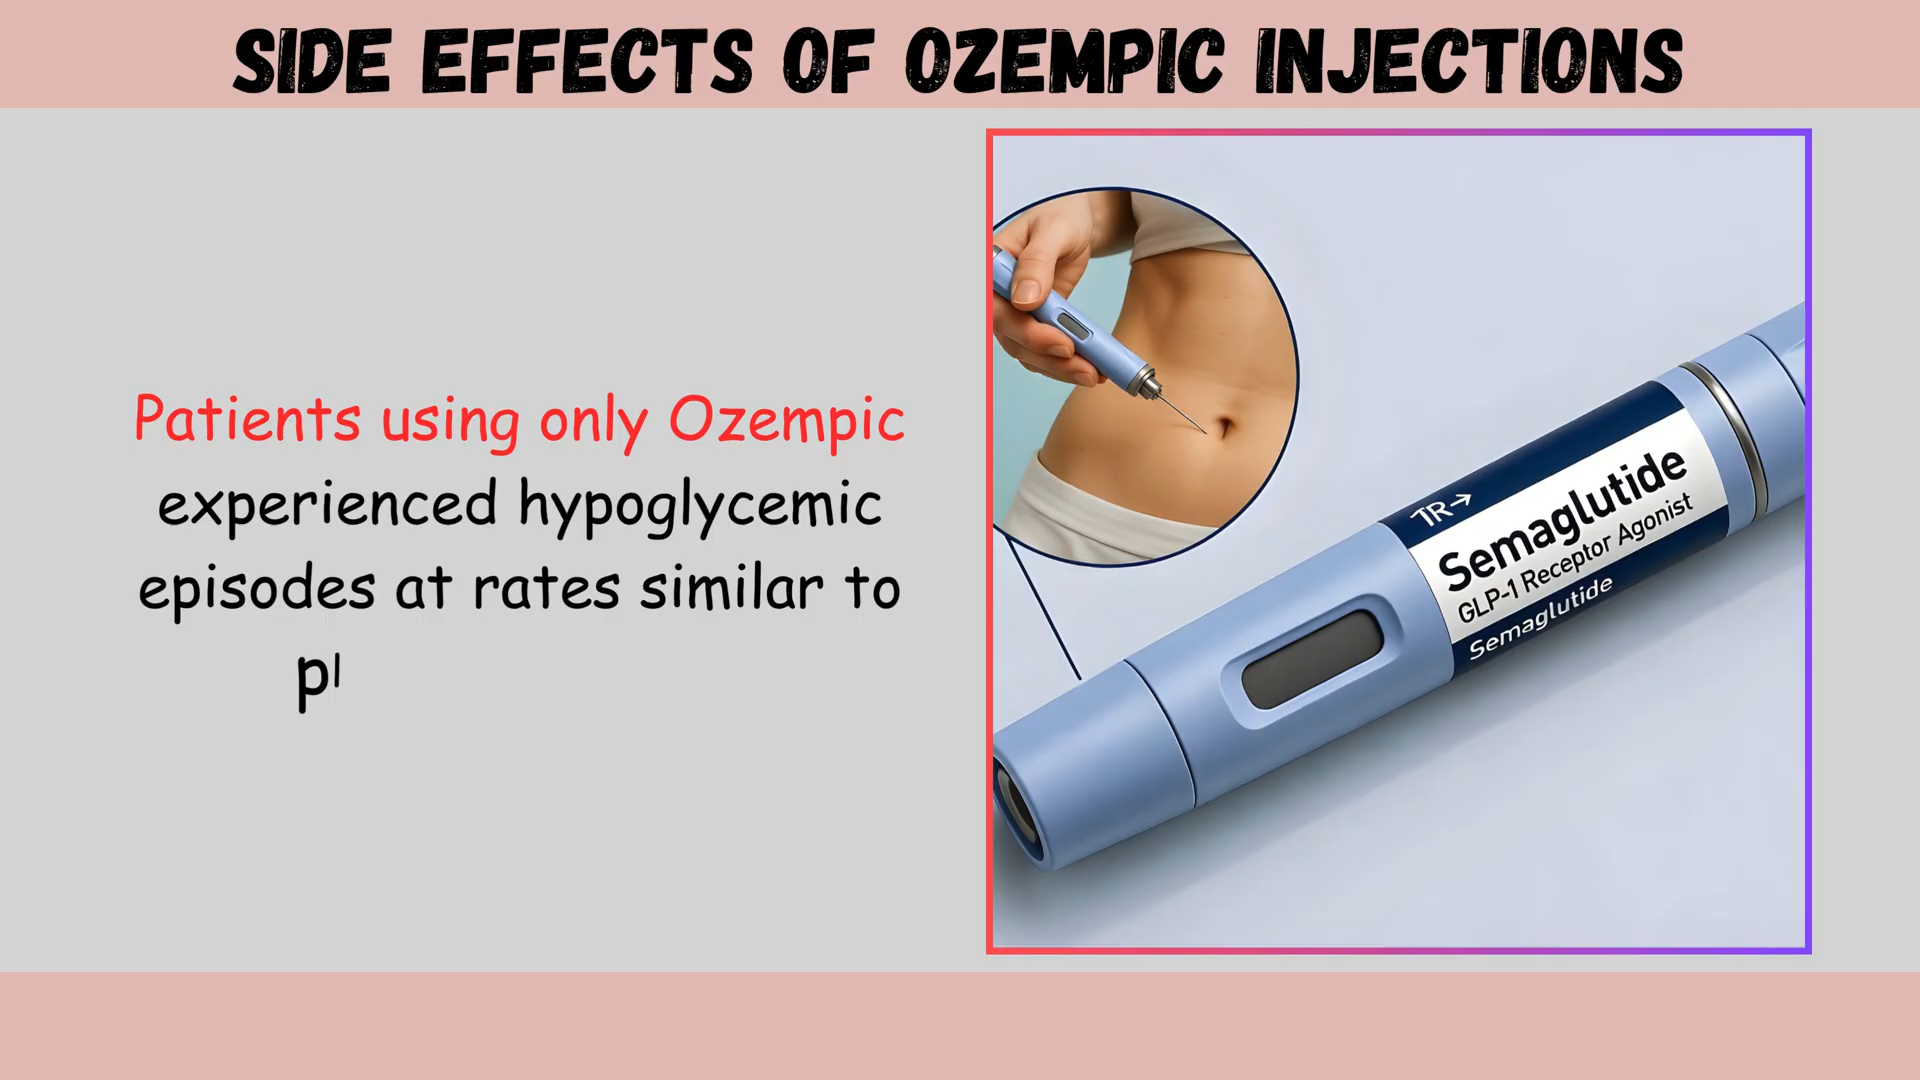 SIDE EFFECTS OF OZEMPIC INJECTIONS
Patients using only Ozempic
experienced hypoglycemic
episodes at rates similar to
pl
TR→
Semaglutide
GLP-1 Receptor Agonist
Semaglutide